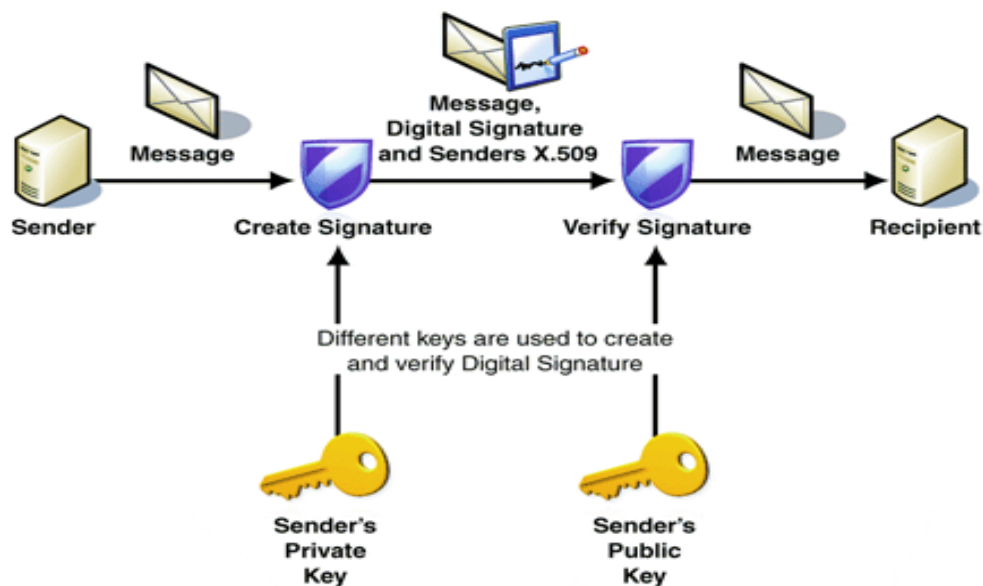 Message,
Digital Signature
and Senders X.509
Message
Message
Sender
Create Signature
Verify Signature
Recipient
Different keys are used to create
and verify Digital Signature
Sender's
Private
Key
Sender's
Public
Key